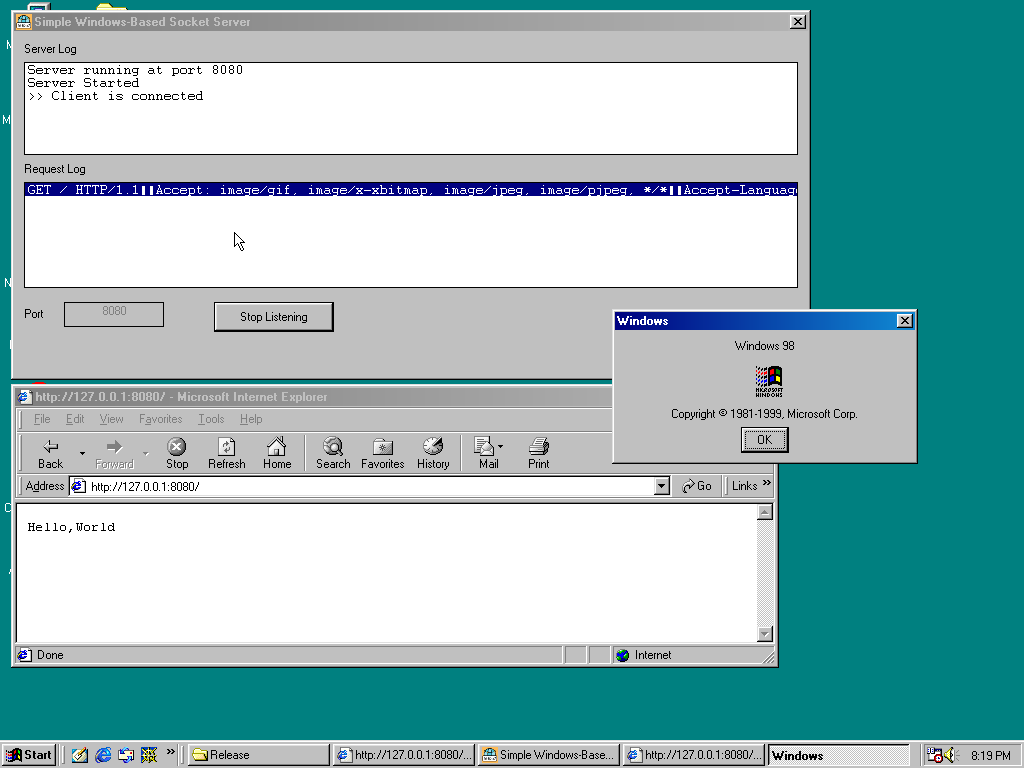 Simple Windows-Based Socket Server
Server Log
Server running at port 8080
Server Started
>> Client is connected
Request Log
GET / HTTP/1.1||Accept: image/gif, image/x-xbitmap, image/jpeg, image/pjpeg, */*||Accept-Languag
Port 8080 Stop Listening
Windows
Windows 98
MICROSOFT
WINDOWS
Copyright © 1981-1999, Microsoft Corp.
OK
http://127.0.0.1:8080/ - Microsoft Internet Explorer
File Edit View Favorites Tools Help
Back Forward Stop Refresh Home Search Favorites History Mail Print
Address http://127.0.0.1:8080/ Go Links »
Hello,World
Done Internet
Start » Release http://127.0.0.1:8080/... Simple Windows-Base... http://127.0.0.1:8080/... Windows 8:19 PM